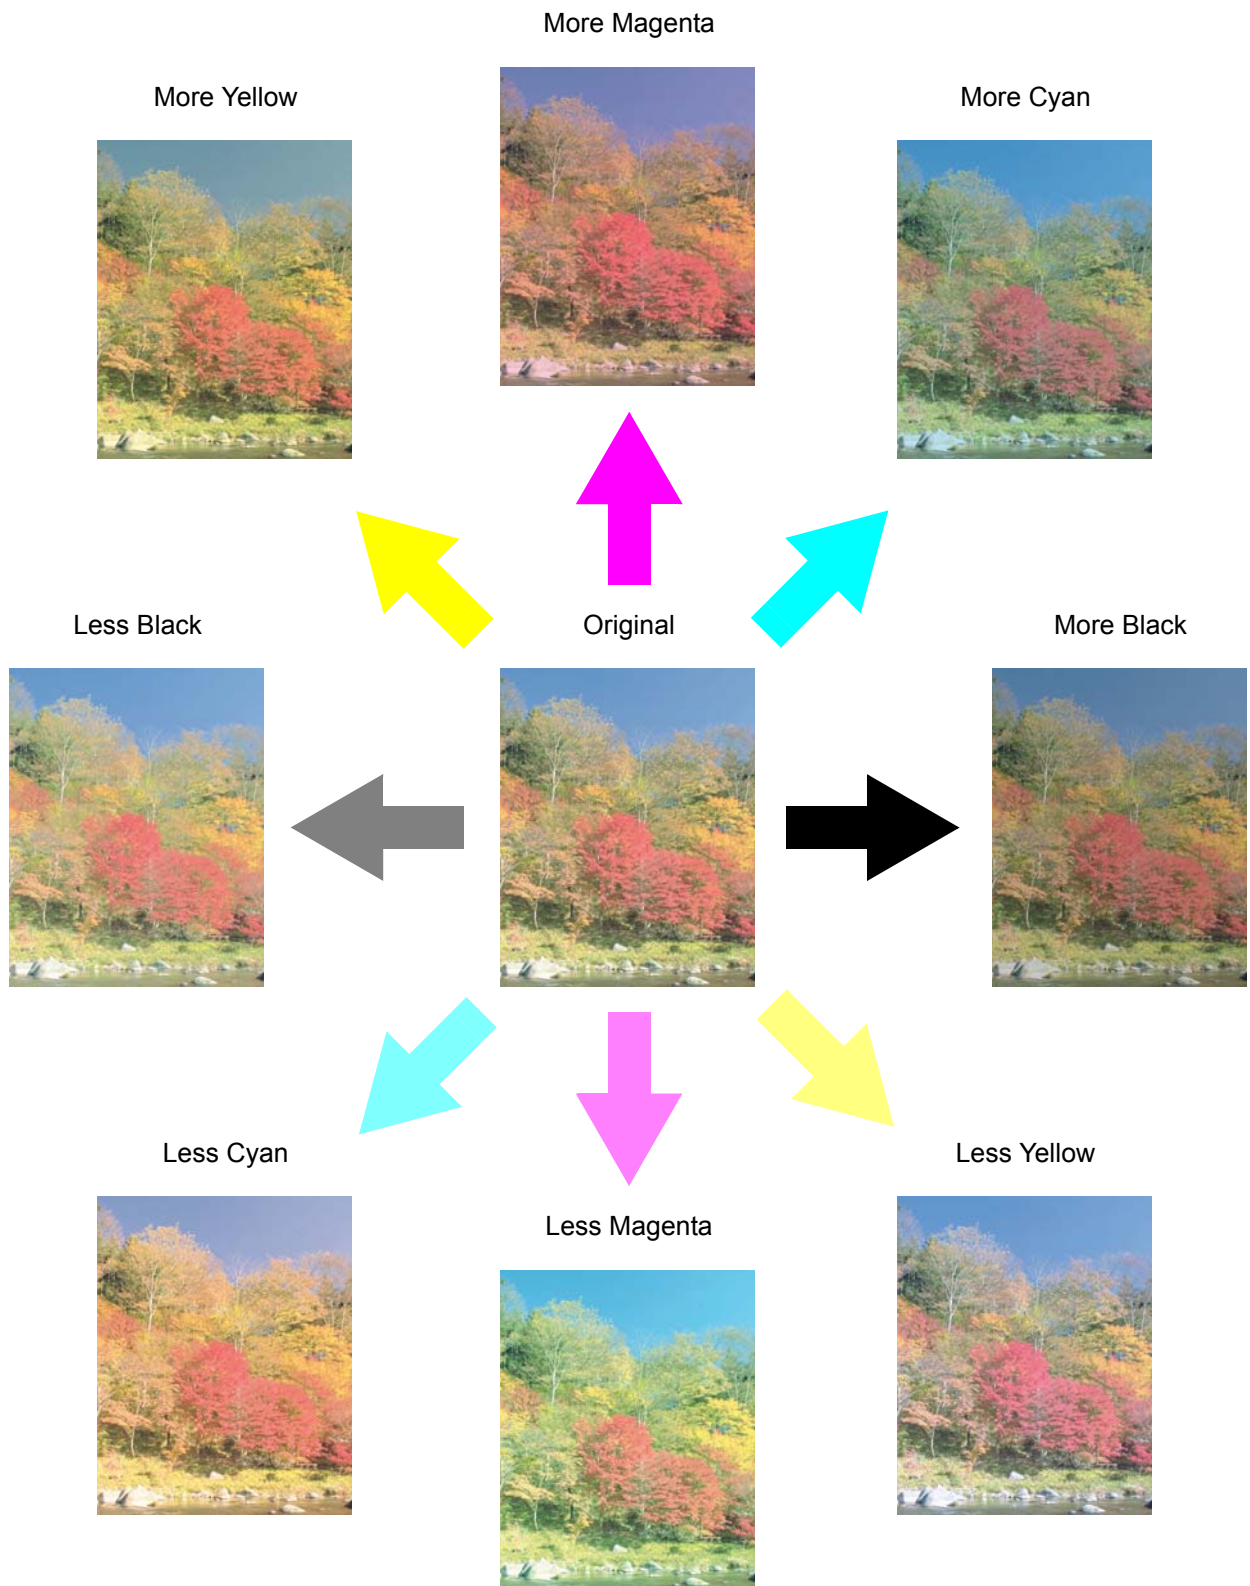 More Magenta
More Yellow
More Cyan
Less Black
Original
More Black
Less Cyan
Less Yellow
Less Magenta